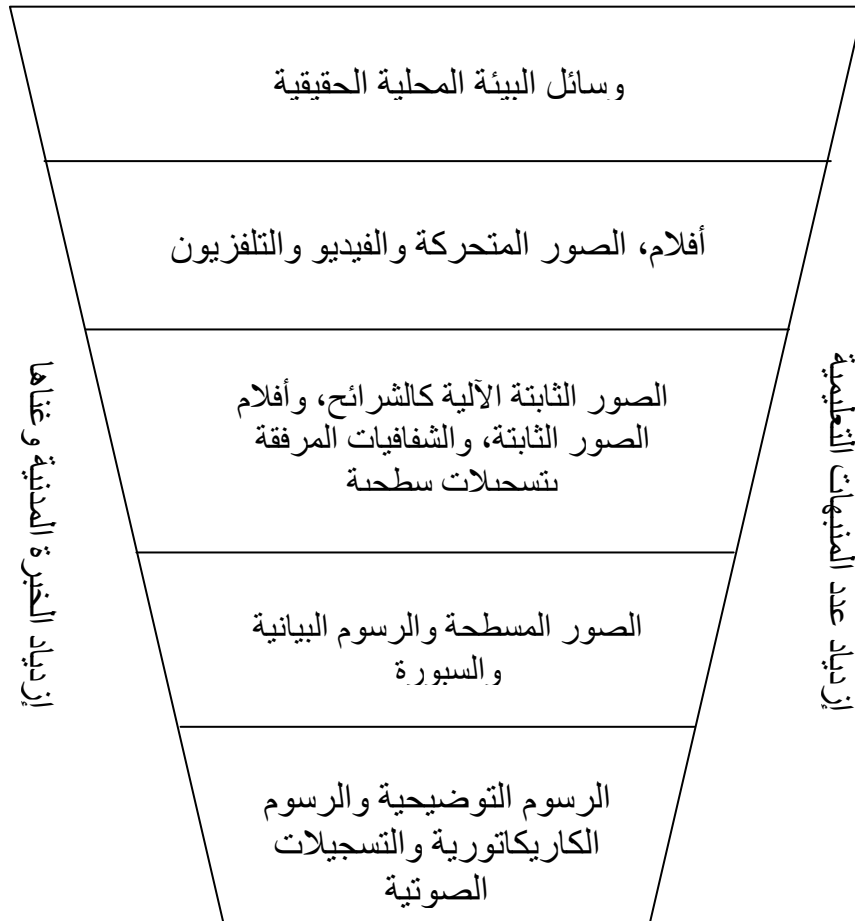 وسائل البيئة المحلية الحقيقية
أفلام، الصور المتحركة والفيديو والتلفزيون
الصور الثابتة الآلية كالشرائح، وأفلام
الصور الثابتة، والشفافيات المرفقة
بتسجيلات سطحية
الصور المسطحة والرسوم البيانية
والسبورة
الرسوم التوضيحية والرسوم
الكاريكاتورية والتسجيلات
الصوتية
إزدياد عدد المنبهات التعليمية
إزدياد الخبرة المدنية وغناها